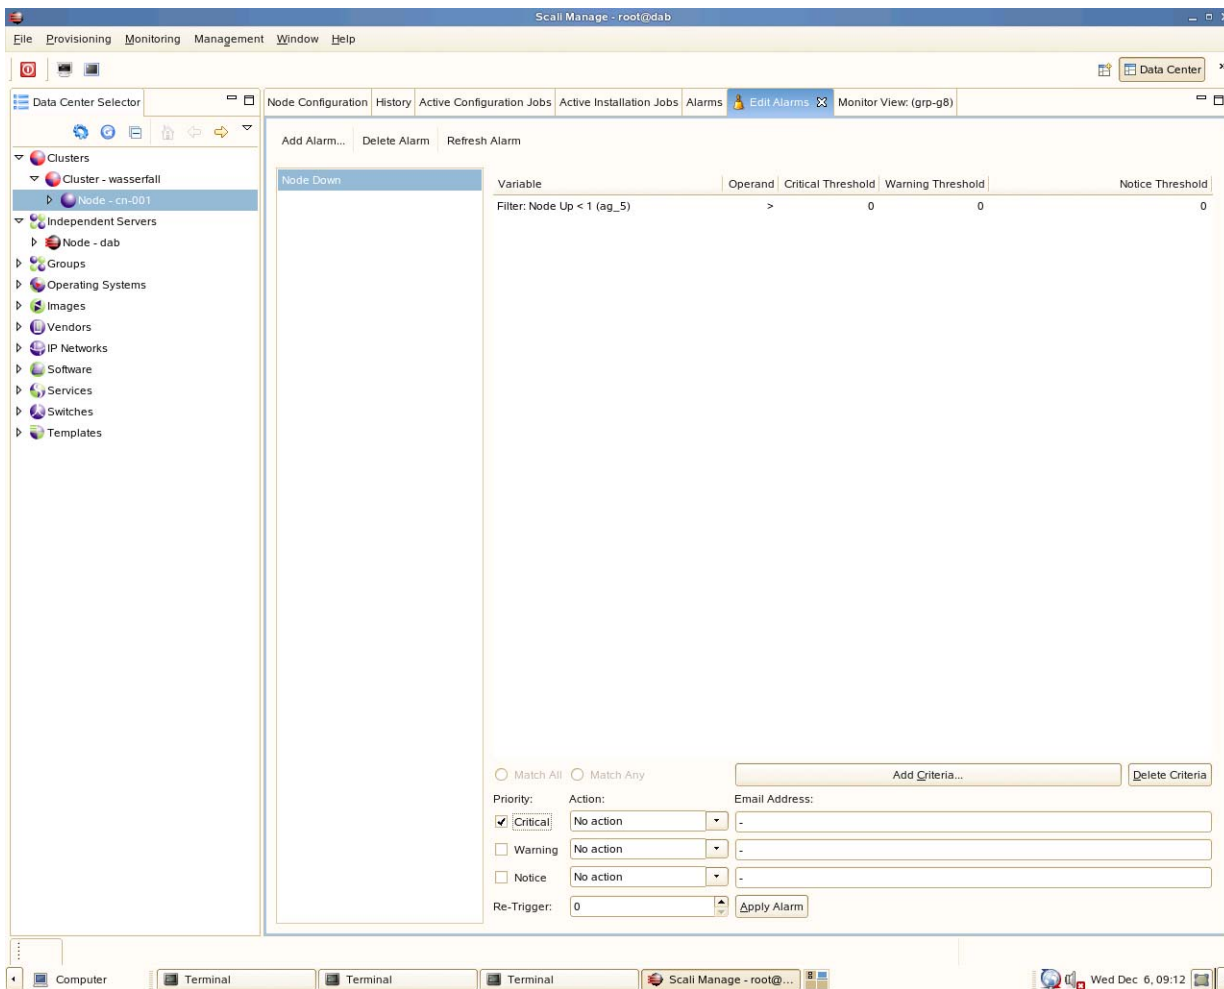 Scali Manage - root@dab
File Provisioning Monitoring Management Window Help
Data Center
Data Center Selector
Node Configuration History Active Configuration Jobs Active Installation Jobs Alarms Edit Alarms Monitor View: (grp-g8)
Add Alarm... Delete Alarm Refresh Alarm
Clusters
Cluster - wasserfall
Node - cn-001
Independent Servers
Node - dab
Groups
Operating Systems
Images
Vendors
IP Networks
Software
Services
Switches
Templates
Node Down
Variable Operand Critical Threshold Warning Threshold Notice Threshold
Filter: Node Up < 1 (ag_5) > 0 0 0
Match All Match Any Add Criteria... Delete Criteria
Priority: Action: Email Address:
Critical No action -
Warning No action -
Notice No action -
Re-Trigger: 0 Apply Alarm
Computer Terminal Terminal Terminal Scali Manage - root@... Wed Dec 6, 09:12